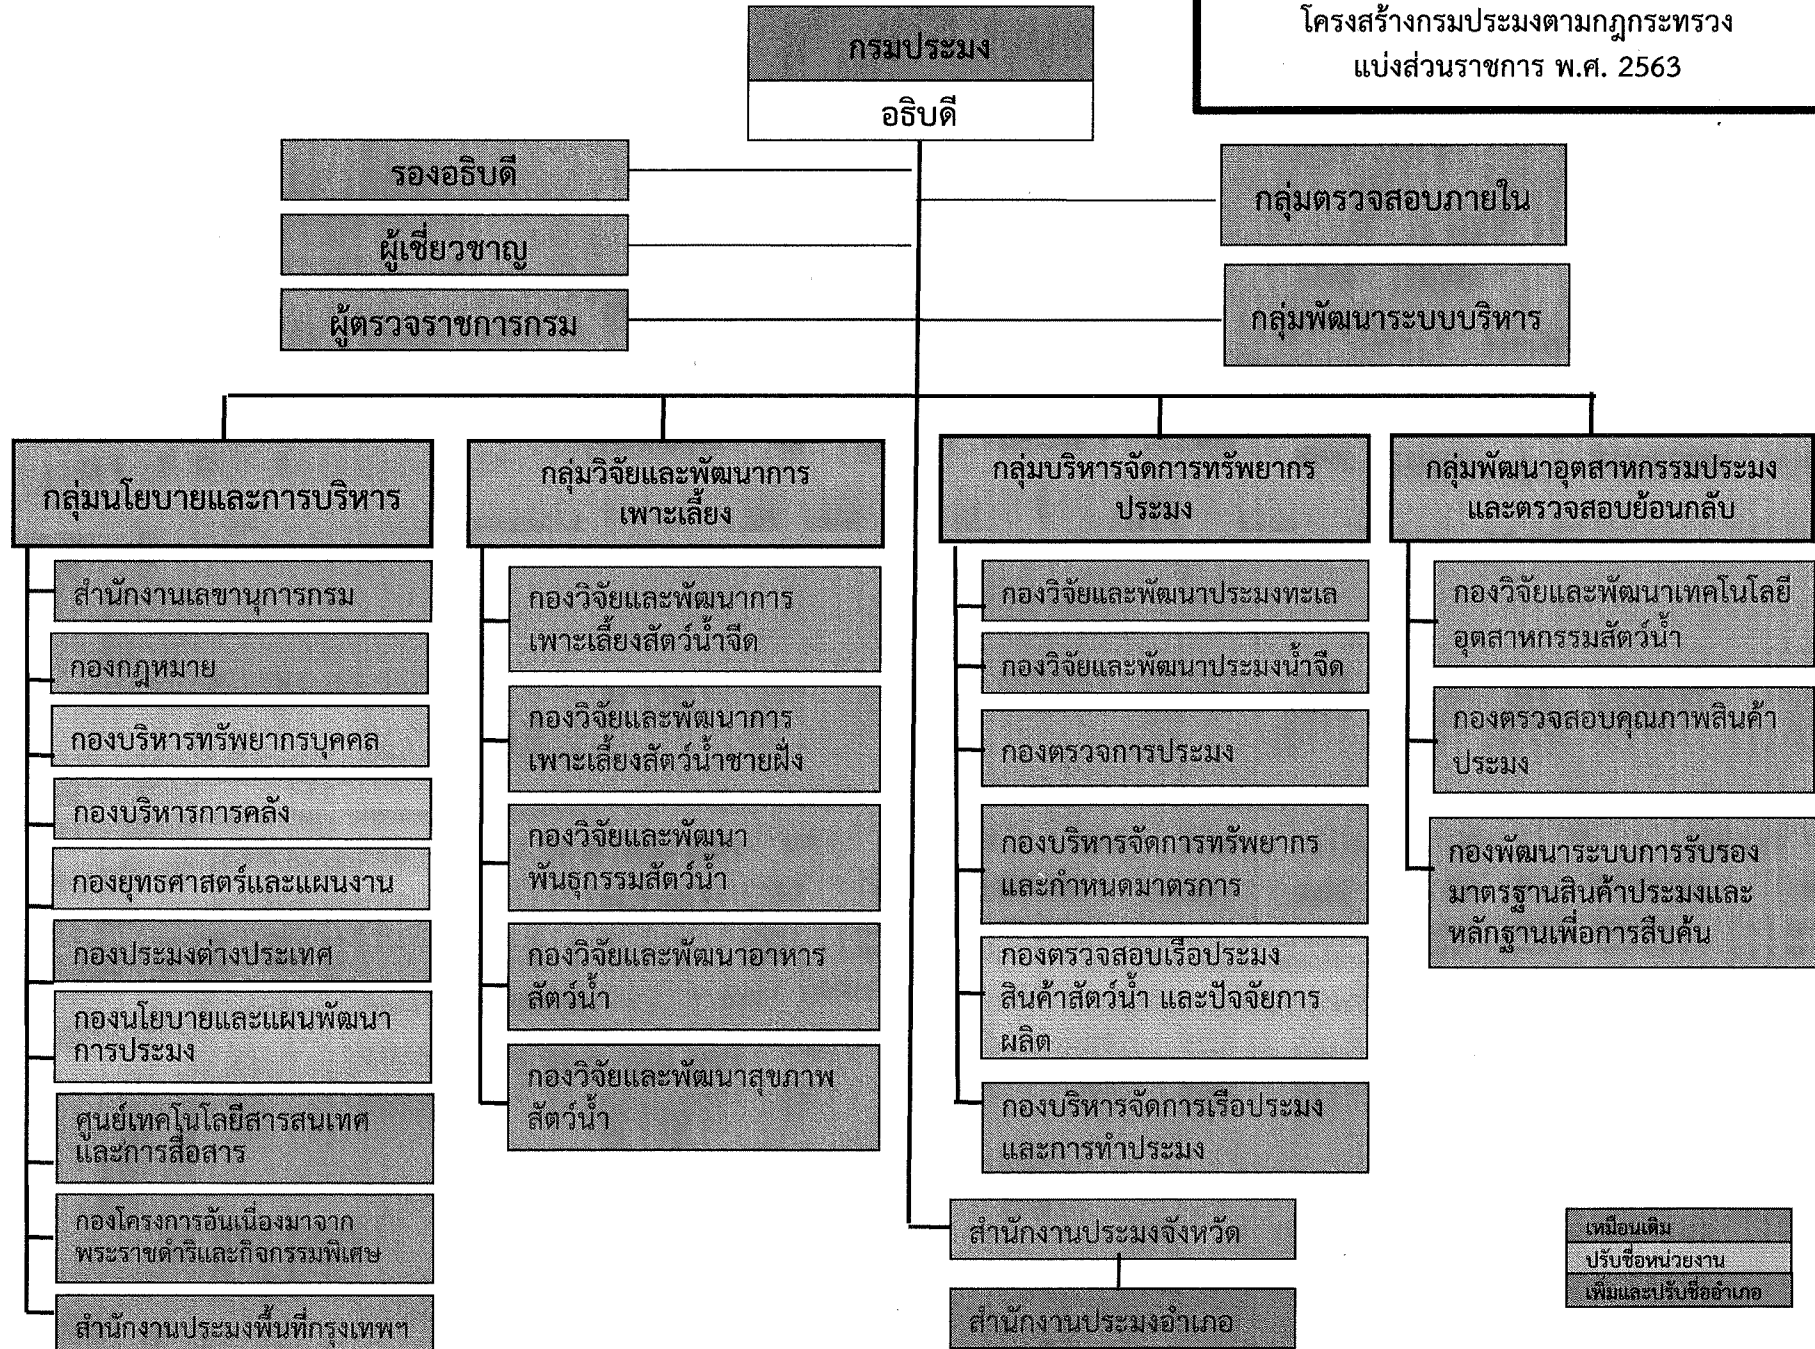 โครงสร้างกรมประมงตามกฎกระทรวง
แบ่งส่วนราชการ พ.ศ. 2563
กรมประมง
อธิบดี
รองอธิบดี
ผู้เชี่ยวชาญ
ผู้ตรวจราชการกรม
กลุ่มตรวจสอบภายใน
กลุ่มพัฒนาระบบบริหาร
กลุ่มนโยบายและการบริหาร
สำนักงานเลขานุการกรม
กองกฎหมาย
กองบริหารทรัพยากรบุคคล
กองบริหารการคลัง
กองยุทธศาสตร์และแผนงาน
กองประมงต่างประเทศ
กองนโยบายและแผนพัฒนา
การประมง
ศูนย์เทคโนโลยีสารสนเทศ
และการสื่อสาร
กองโครงการอันเนื่องมาจาก
พระราชดำริและกิจกรรมพิเศษ
สำนักงานประมงพื้นที่กรุงเทพฯ
กลุ่มวิจัยและพัฒนาการ
เพาะเลี้ยง
กองวิจัยและพัฒนาการ
เพาะเลี้ยงสัตว์น้ำจืด
กองวิจัยและพัฒนาการ
เพาะเลี้ยงสัตว์น้ำชายฝั่ง
กองวิจัยและพัฒนา
พันธุกรรมสัตว์น้ำ
กองวิจัยและพัฒนาอาหาร
สัตว์น้ำ
กองวิจัยและพัฒนาสุขภาพ
สัตว์น้ำ
กลุ่มบริหารจัดการทรัพยากร
ประมง
กองวิจัยและพัฒนาประมงทะเล
กองวิจัยและพัฒนาประมงน้ำจืด
กองตรวจการประมง
กองบริหารจัดการทรัพยากร
และกำหนดมาตรการ
กองตรวจสอบเรือประมง
สินค้าสัตว์น้ำ และปัจจัยการ
ผลิต
กองบริหารจัดการเรือประมง
และการทำประมง
สำนักงานประมงจังหวัด
สำนักงานประมงอำเภอ
กลุ่มพัฒนาอุตสาหกรรมประมง
และตรวจสอบย้อนกลับ
กองวิจัยและพัฒนาเทคโนโลยี
อุตสาหกรรมสัตว์น้ำ
กองตรวจสอบคุณภาพสินค้า
ประมง
กองพัฒนาระบบการรับรอง
มาตรฐานสินค้าประมงและ
หลักฐานเพื่อการสืบค้น
เหมือนเดิม
ปรับชื่อหน่วยงาน
เพิ่มและปรับชื่ออำเภอ